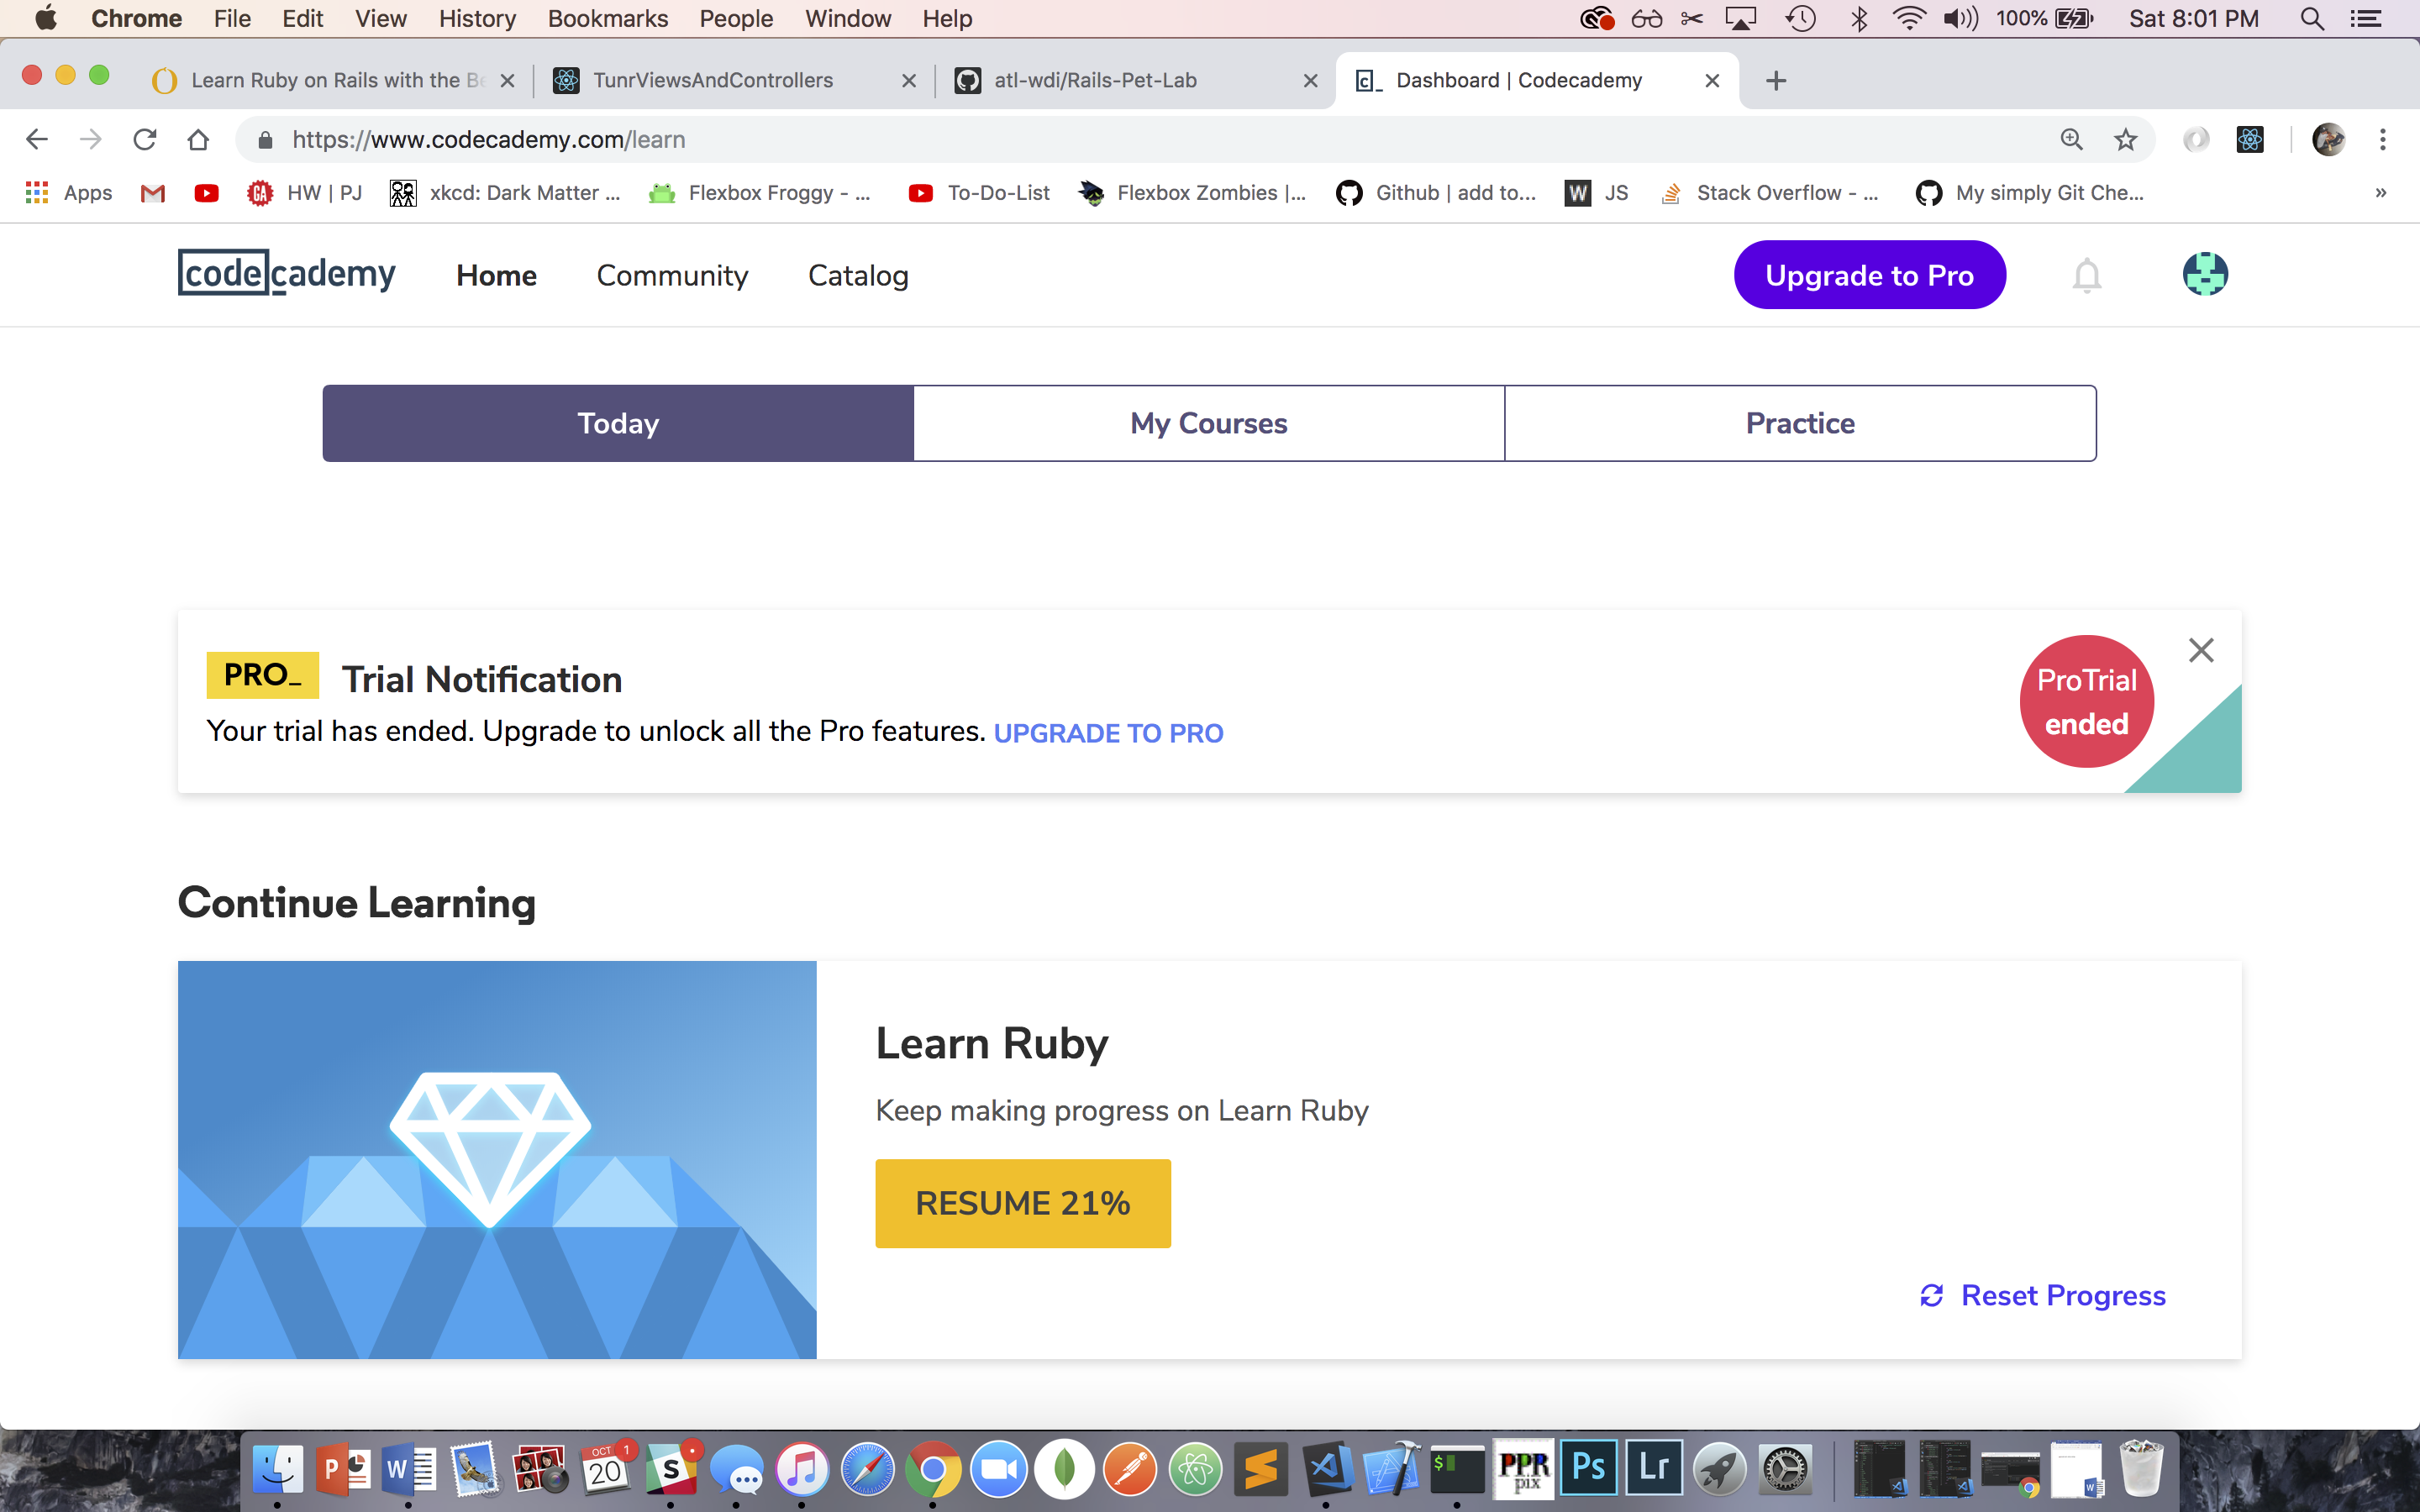 Chrome File Edit View History Bookmarks People Window Help 100% Sat 8:01 PM
Learn Ruby on Rails with the Be TunrViewsAndControllers atl-wdi/Rails-Pet-Lab Dashboard | Codecademy
https://www.codecademy.com/learn
Apps HW | PJ xkcd: Dark Matter ... Flexbox Froggy - ... To-Do-List Flexbox Zombies |... Github | add to... JS Stack Overflow - ... My simply Git Che... »
codecademy Home Community Catalog Upgrade to Pro
Today My Courses Practice
PRO_ Trial Notification
Your trial has ended. Upgrade to unlock all the Pro features. UPGRADE TO PRO
ProTrial
ended
Continue Learning
Learn Ruby
Keep making progress on Learn Ruby
RESUME 21%
Reset Progress
OCT 1
20
PPR
pix
Ps
Lr